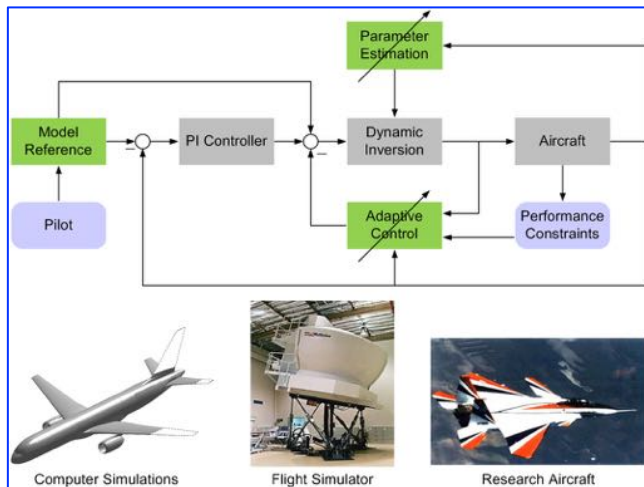 Parameter
Estimation
Model
Reference
PI Controller
Dynamic
Inversion
Aircraft
Pilot
Adaptive
Control
Performance
Constraints
Computer Simulations
Flight Simulator
Research Aircraft